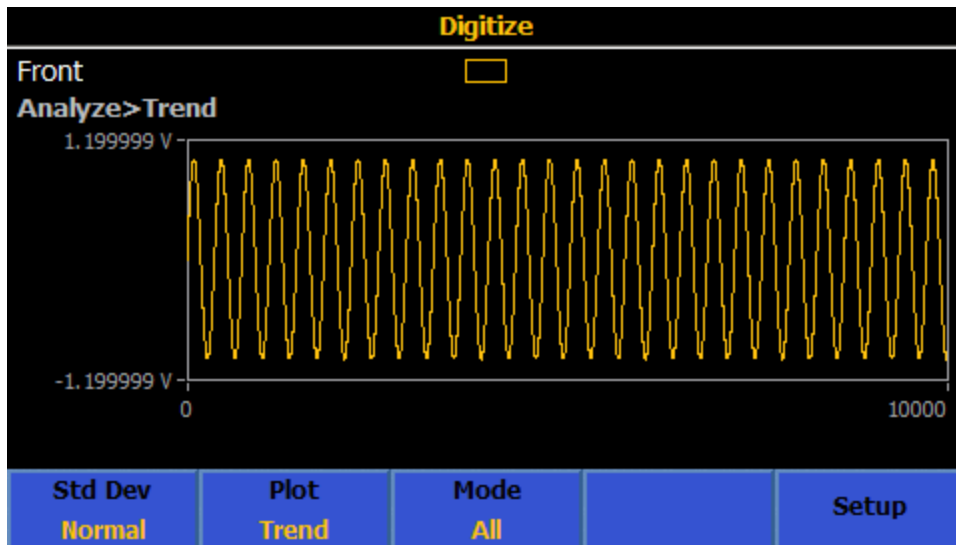 Digitize
Front
Analyze>Trend
1.199999 V
-1.199999 V
0 10000
Std Dev Plot Mode Setup
Normal Trend All